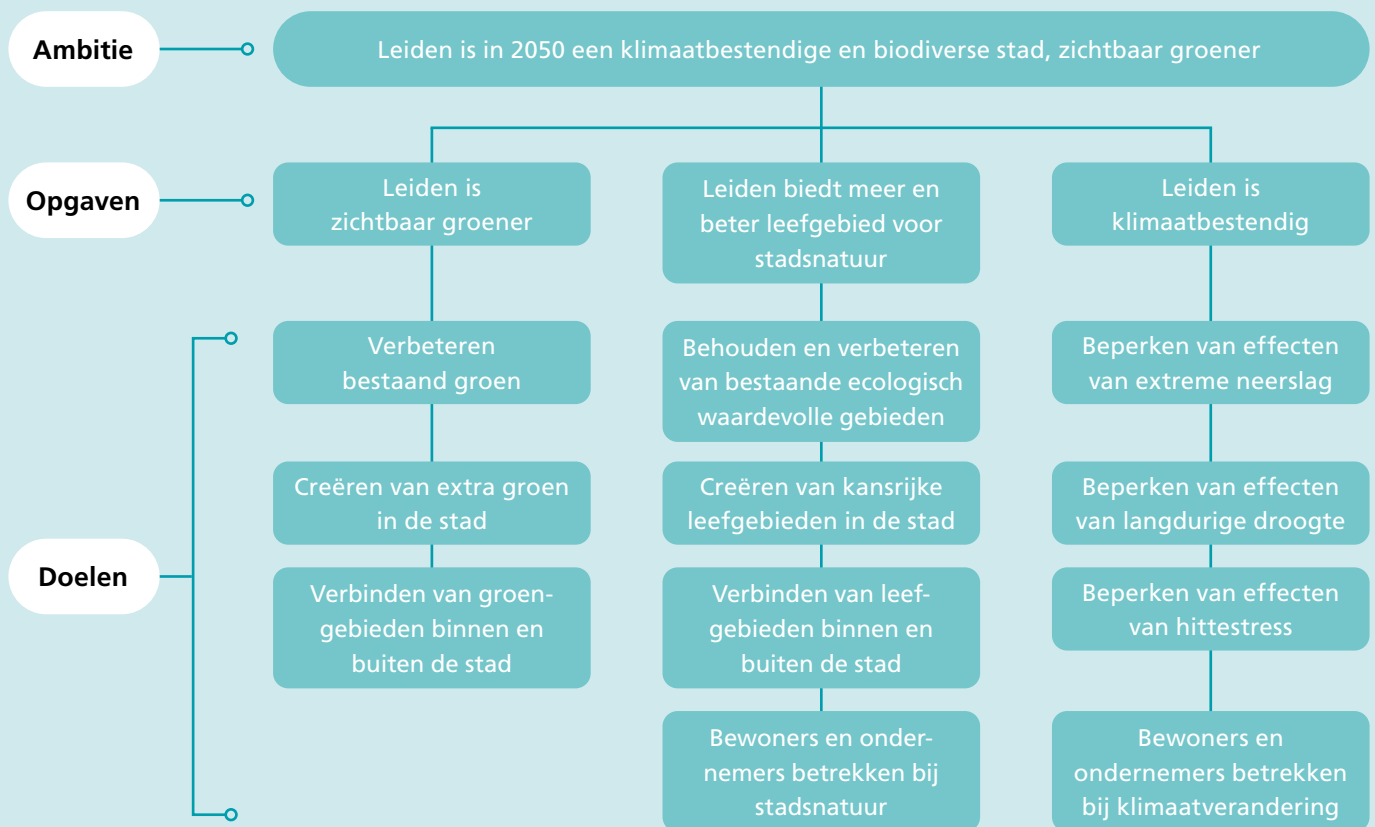 Ambitie
Leiden is in 2050 een klimaatbestendige en biodiverse stad, zichtbaar groener
Opgaven
Leiden is
zichtbaar groener
Leiden biedt meer en
beter leefgebied voor
stadsnatuur
Leiden is
klimaatbestendig
Doelen
Verbeteren
bestaand groen
Behouden en verbeteren
van bestaande ecologisch
waardevolle gebieden
Beperken van effecten
van extreme neerslag
Creëren van extra groen
in de stad
Creëren van kansrijke
leefgebieden in de stad
Beperken van effecten
van langdurige droogte
Verbinden van groen-
gebieden binnen en
buiten de stad
Verbinden van leef-
gebieden binnen en
buiten de stad
Beperken van effecten
van hittestress
Bewoners en onder-
nemers betrekken bij
stadsnatuur
Bewoners en
ondernemers betrekken
bij klimaatverandering